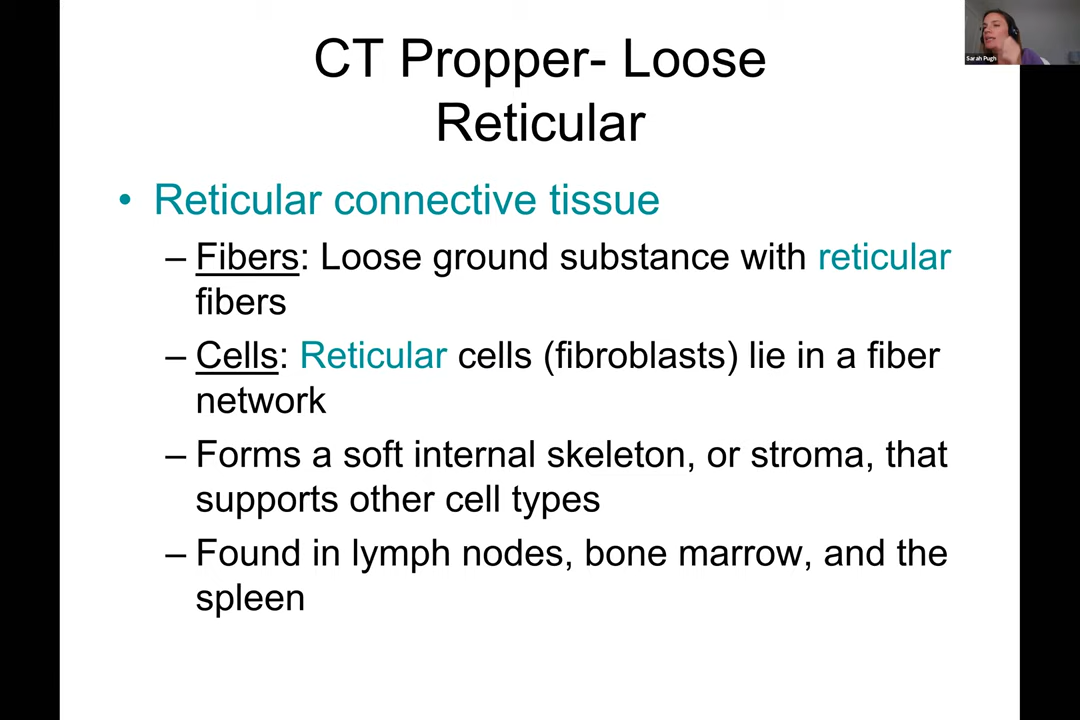 CT Propper- Loose
Reticular
• Reticular connective tissue
– Fibers: Loose ground substance with reticular
fibers
– Cells: Reticular cells (fibroblasts) lie in a fiber
network
– Forms a soft internal skeleton, or stroma, that
supports other cell types
– Found in lymph nodes, bone marrow, and the
spleen
Sarah Pugh